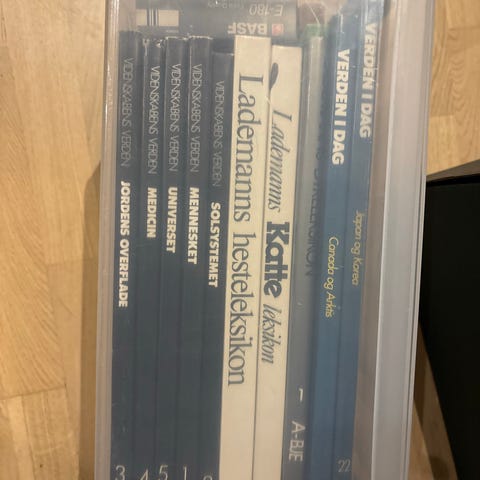 E-180
BASF
VIDENSKABENS VERDEN
JORDENS OVERFLADE
3
VIDENSKABENS VERDEN
MEDICIN
4
VIDENSKABENS VERDEN
UNIVERSET
5
VIDENSKABENS VERDEN
MENNESKET
1
VIDENSKABENS VERDEN
SOLSYSTEMET
Lademanns hesteleksikon
Lademanns
Katte
leksikon
1
A-BJE
VERDEN I DAG
Canada og Arktis
VERDEN I DAG
Japan og Korea
22